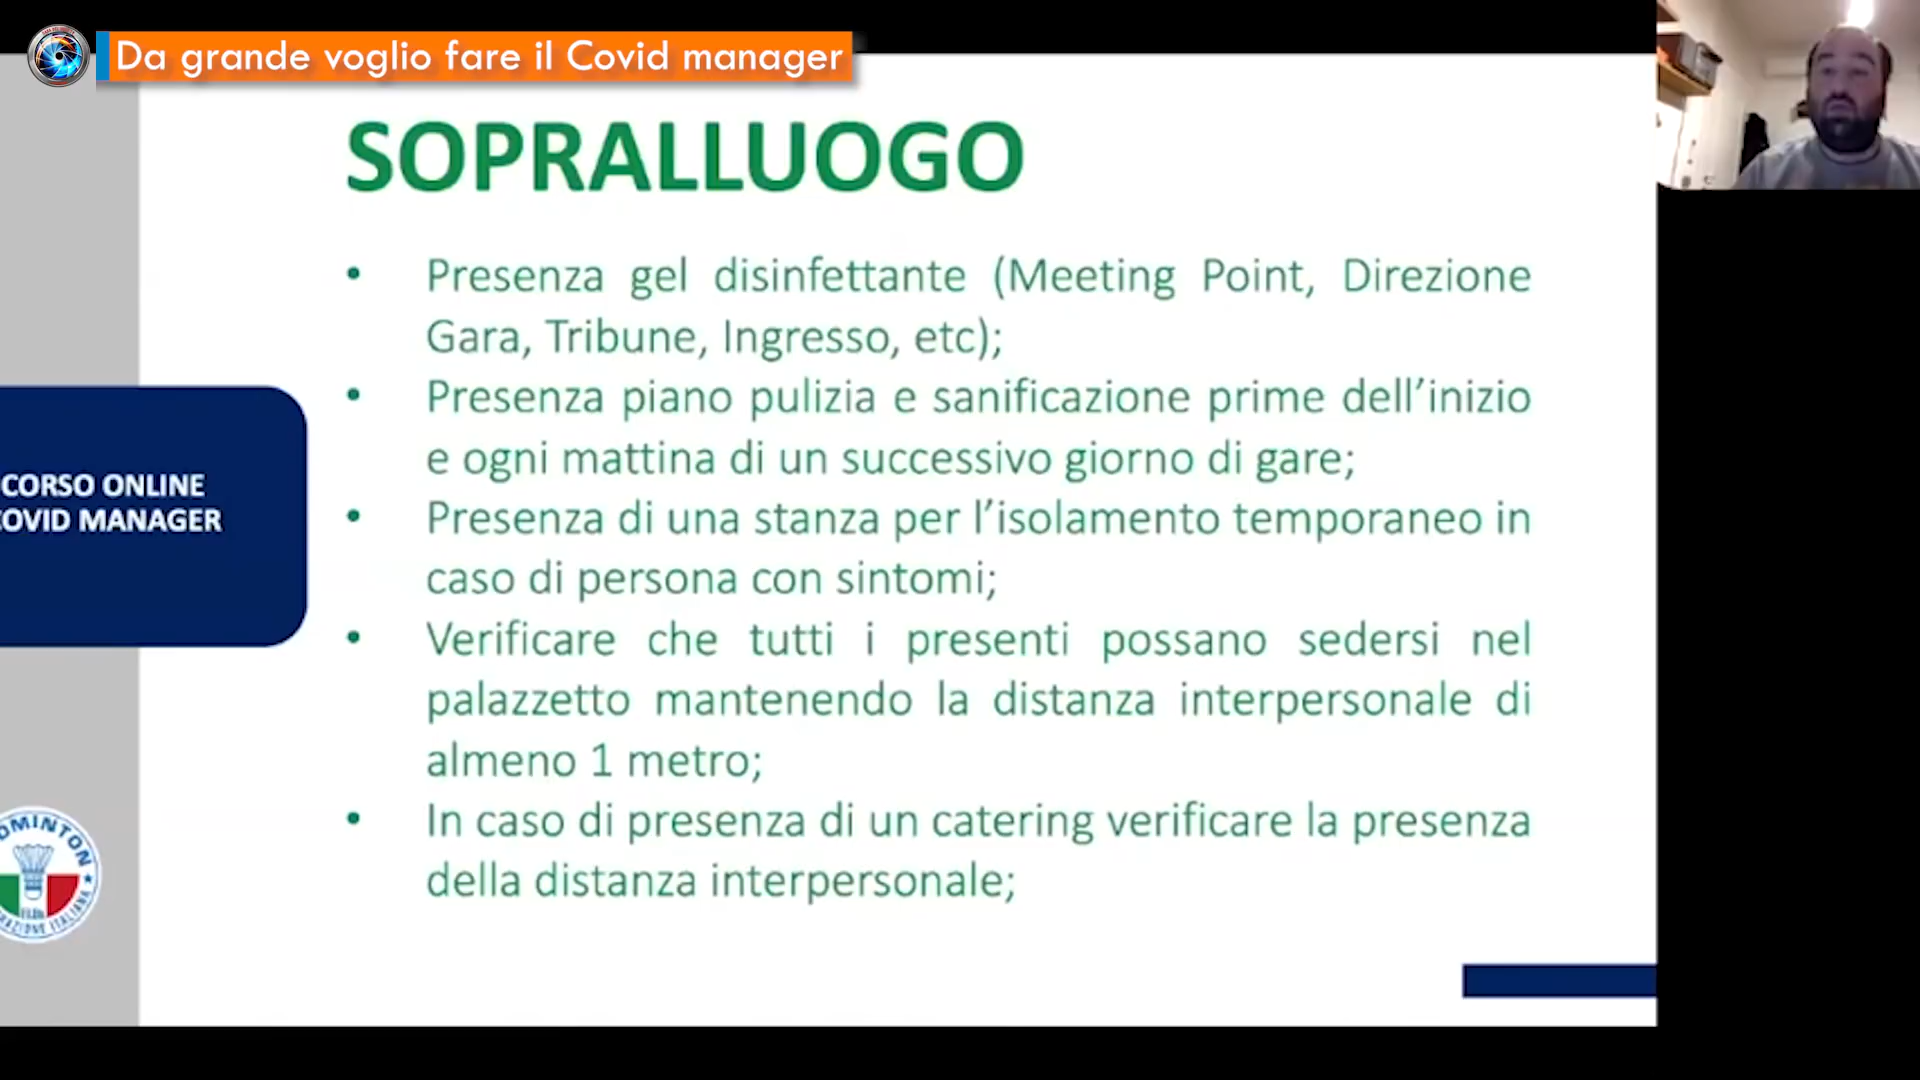 Da grande voglio fare il Covid manager
SOPRALLUOGO
• Presenza gel disinfettante (Meeting Point, Direzione
Gara, Tribune, Ingresso, etc);
• Presenza piano pulizia e sanificazione prime dell’inizio
e ogni mattina di un successivo giorno di gare;
• Presenza di una stanza per l’isolamento temporaneo in
caso di persona con sintomi;
• Verificare che tutti i presenti possano sedersi nel
palazzetto mantenendo la distanza interpersonale di
almeno 1 metro;
• In caso di presenza di un catering verificare la presenza
della distanza interpersonale;
CORSO ONLINE
OVID MANAGER
DMINTON
RAZIONE ITALIANA